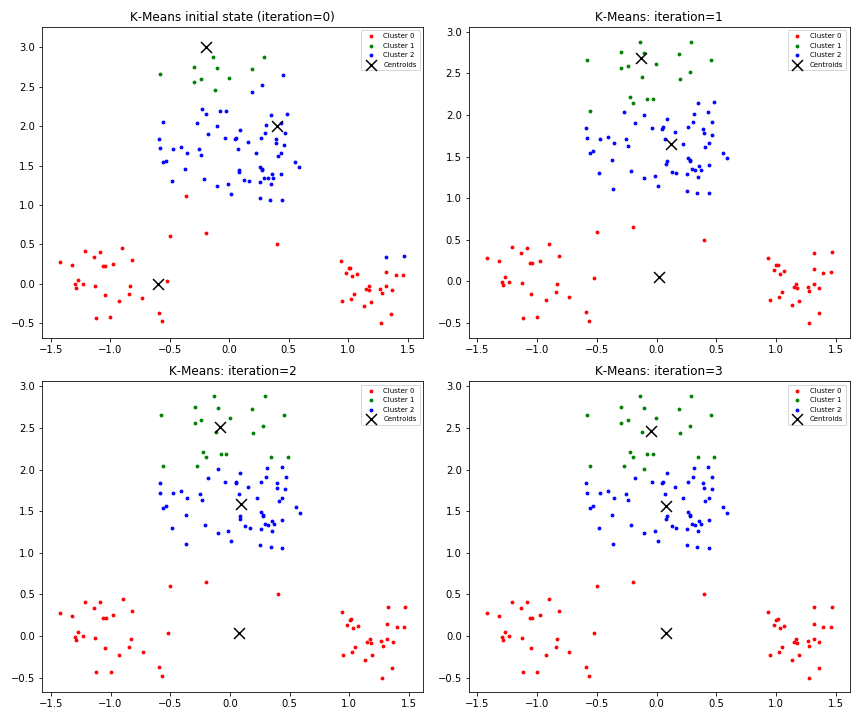 K-Means initial state (iteration=0)
3.0
2.5
2.0
1.5
1.0
0.5
0.0
−0.5
−1.5 −1.0 −0.5 0.0 0.5 1.0 1.5
Cluster 0
Cluster 1
Cluster 2
Centroids
K-Means: iteration=1
3.0
2.5
2.0
1.5
1.0
0.5
0.0
−0.5
−1.5 −1.0 −0.5 0.0 0.5 1.0 1.5
Cluster 0
Cluster 1
Cluster 2
Centroids
K-Means: iteration=2
3.0
2.5
2.0
1.5
1.0
0.5
0.0
−0.5
−1.5 −1.0 −0.5 0.0 0.5 1.0 1.5
Cluster 0
Cluster 1
Cluster 2
Centroids
K-Means: iteration=3
3.0
2.5
2.0
1.5
1.0
0.5
0.0
−0.5
−1.5 −1.0 −0.5 0.0 0.5 1.0 1.5
Cluster 0
Cluster 1
Cluster 2
Centroids